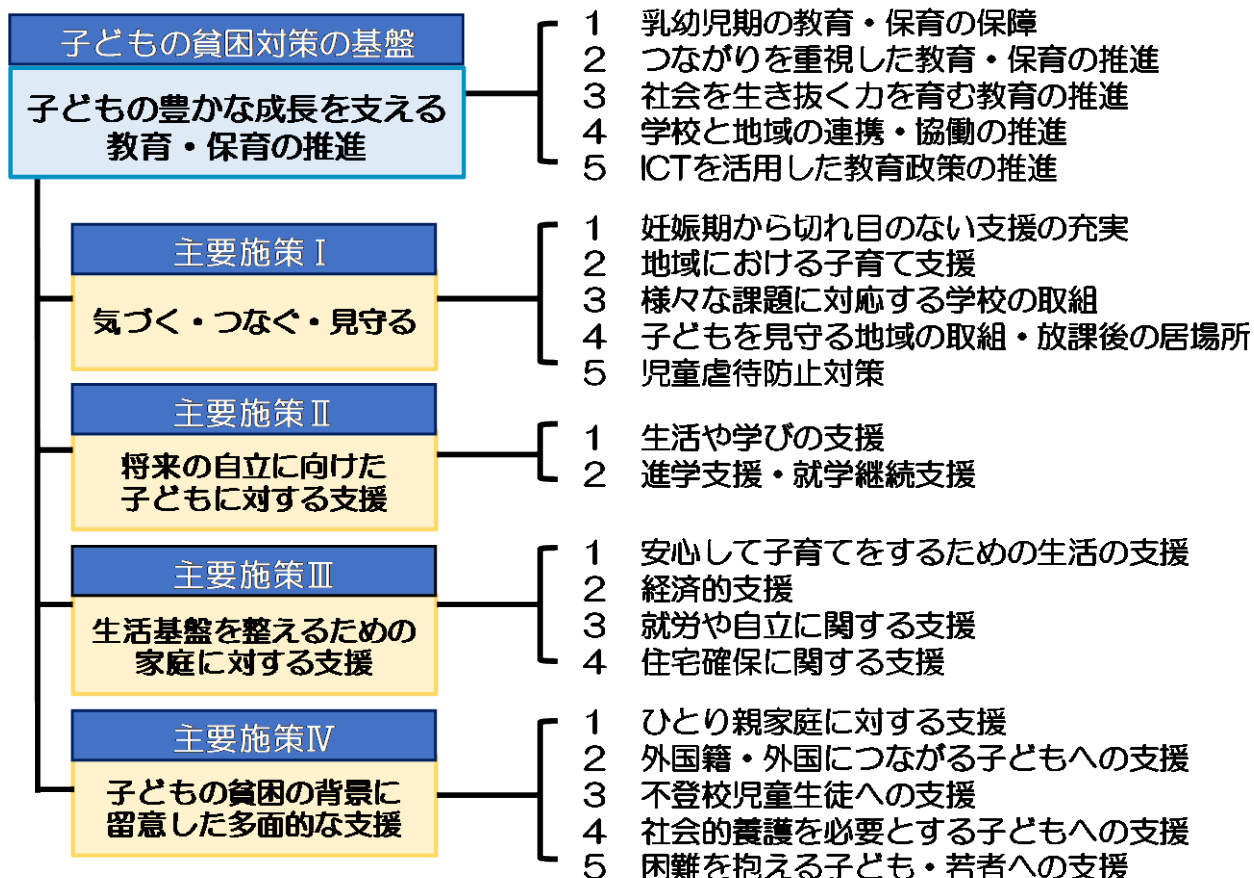 子どもの貧困対策の基盤
子どもの豊かな成長を支える
教育・保育の推進
1 乳幼児期の教育・保育の保障
2 つながりを重視した教育・保育の推進
3 社会を生き抜く力を育む教育の推進
4 学校と地域の連携・協働の推進
5 ICTを活用した教育政策の推進
主要施策Ⅰ
気づく・つなぐ・見守る
1 妊娠期から切れ目のない支援の充実
2 地域における子育て支援
3 様々な課題に対応する学校の取組
4 子どもを見守る地域の取組・放課後の居場所
5 児童虐待防止対策
主要施策Ⅱ
将来の自立に向けた
子どもに対する支援
1 生活や学びの支援
2 進学支援・就学継続支援
主要施策Ⅲ
生活基盤を整えるための
家庭に対する支援
1 安心して子育てをするための生活の支援
2 経済的支援
3 就労や自立に関する支援
4 住宅確保に関する支援
主要施策Ⅳ
子どもの貧困の背景に
留意した多面的な支援
1 ひとり親家庭に対する支援
2 外国籍・外国につながる子どもへの支援
3 不登校児童生徒への支援
4 社会的養護を必要とする子どもへの支援
5 困難を抱える子ども・若者への支援